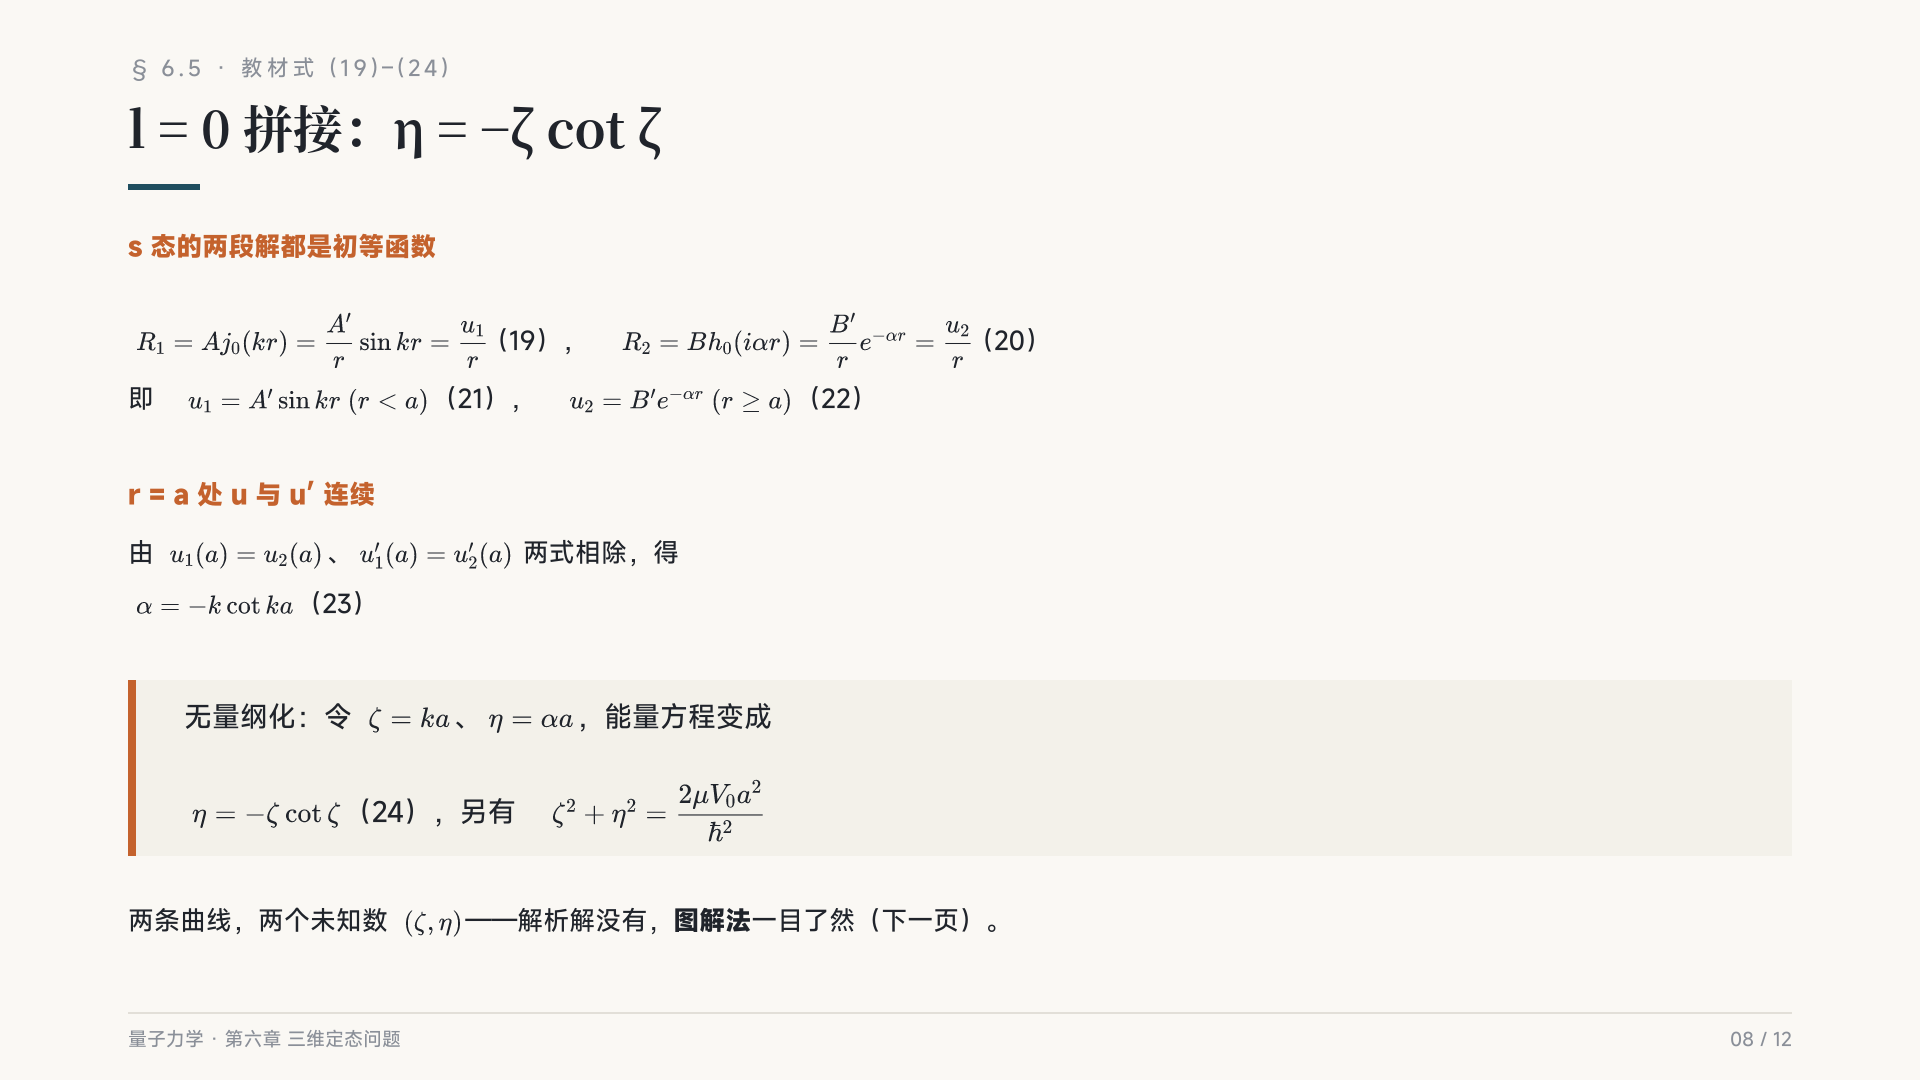 § 6.5 · 教材式 (19)–(24)
l = 0 拼接：η = −ζ cot ζ
s 态的两段解都是初等函数
R₁ = Aj₀(kr) = A′/r sin kr = u₁/r（19），  R₂ = Bh₀(iαr) = B′/r e^{−αr} = u₂/r（20）
即 u₁ = A′ sin kr (r < a)（21），  u₂ = B′e^{−αr} (r ≥ a)（22）
r = a 处 u 与 u′ 连续
由 u₁(a) = u₂(a)、u₁′(a) = u₂′(a) 两式相除，得
α = −k cot ka（23）
无量纲化：令 ζ = ka、η = αa，能量方程变成
η = −ζ cot ζ（24），另有 ζ² + η² = 2μV₀a²/ℏ²
两条曲线，两个未知数 (ζ, η)——解析解没有，图解法一目了然（下一页）。
量子力学 · 第六章 三维定态问题
08 / 12